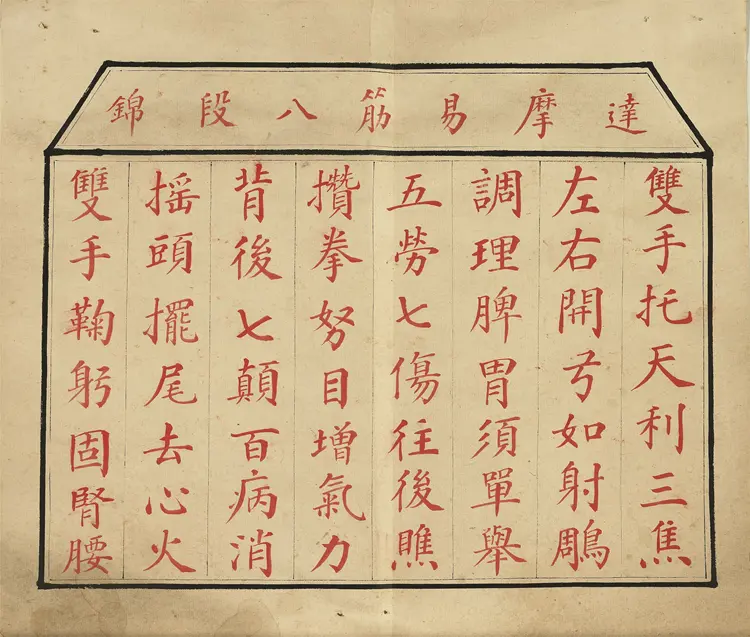 達摩易筋八段錦
雙手托天利三焦
左右開弓如射鵰
調理脾胃須單舉
五勞七傷往後瞧
攢拳努目增氣力
背後七顛百病消
摇頭擺尾去心火
雙手鞠躬固腎腰